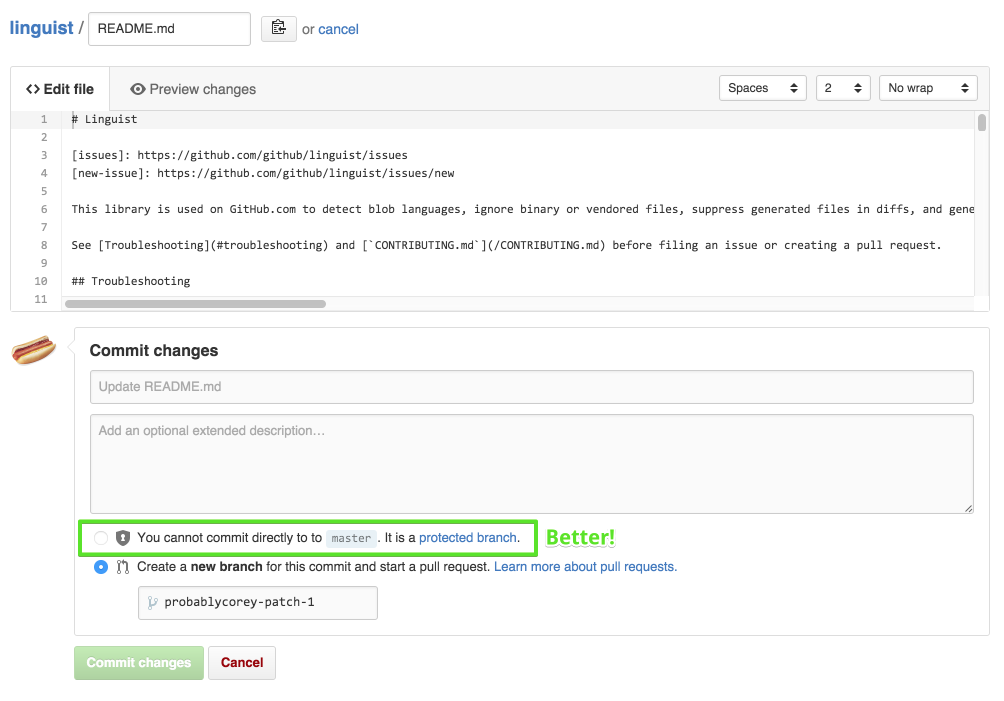 linguist / README.md or cancel
Edit file Preview changes Spaces 2 No wrap
1 # Linguist
2
3 [issues]: https://github.com/github/linguist/issues
4 [new-issue]: https://github.com/github/linguist/issues/new
5
6 This library is used on GitHub.com to detect blob languages, ignore binary or vendored files, suppress generated files in diffs, and gene
7
8 See [Troubleshooting](#troubleshooting) and [`CONTRIBUTING.md`](/CONTRIBUTING.md) before filing an issue or creating a pull request.
9
10 ## Troubleshooting
11
Commit changes
Update README.md
Add an optional extended description…
You cannot commit directly to to master. It is a protected branch. Better!
Create a new branch for this commit and start a pull request. Learn more about pull requests.
probablycorey-patch-1
Commit changes Cancel